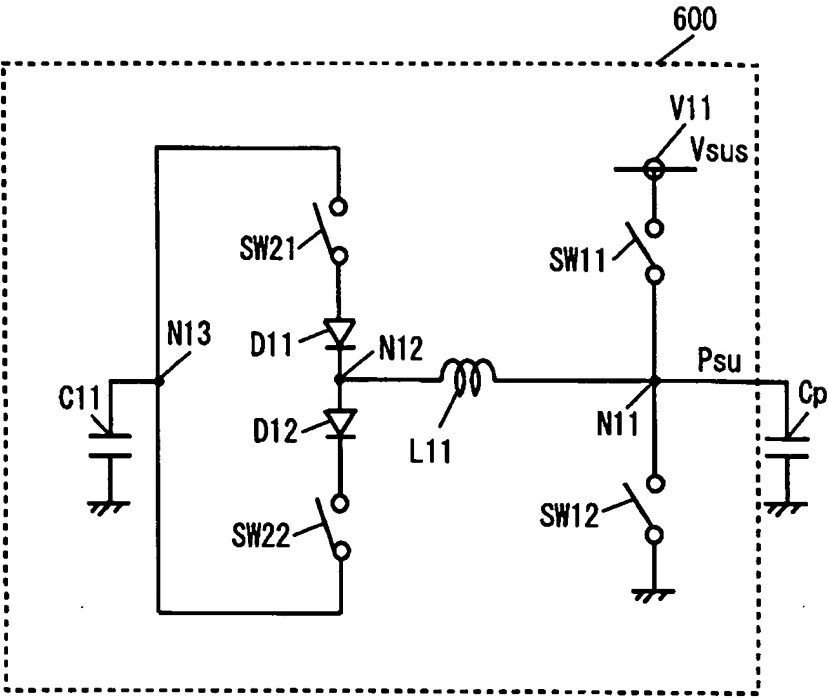 600
V11
Vsus
SW21
SW11
N13
D11
N12
Psu
C11
Cp
D12
L11
N11
SW22
SW12